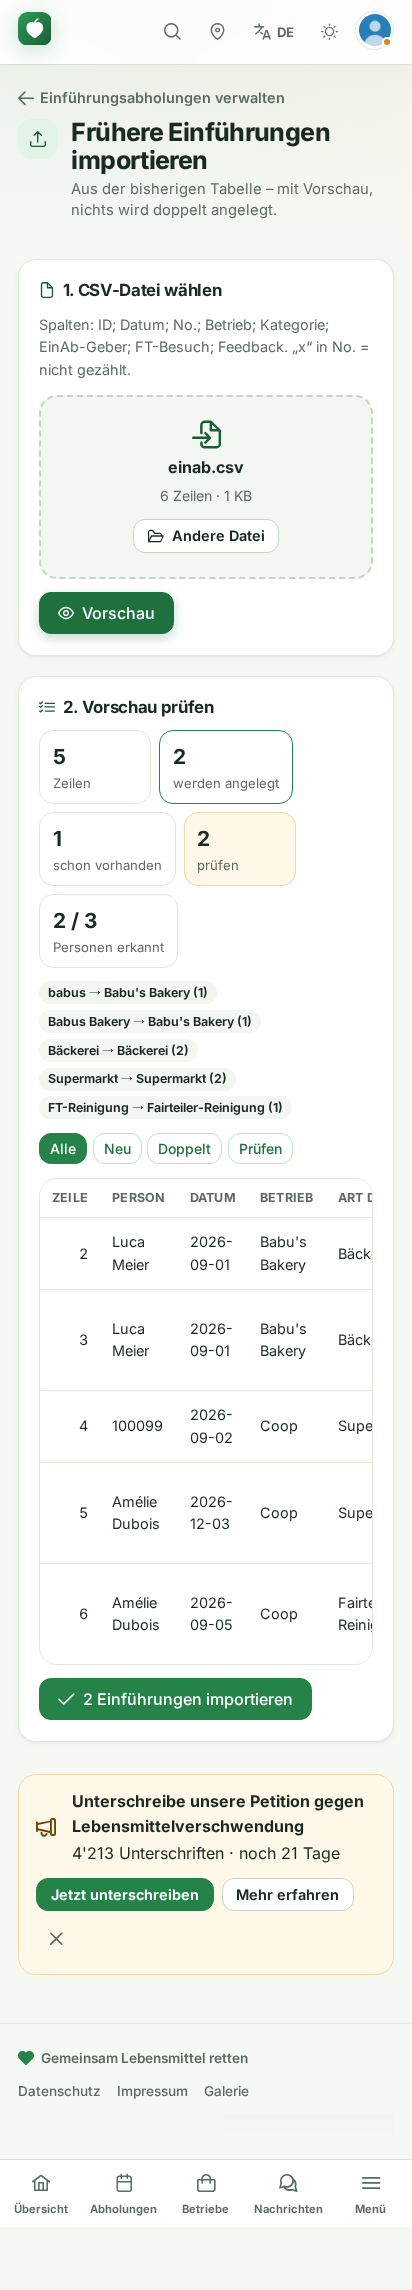 DE
Einführungsabholungen verwalten
Frühere Einführungen
importieren
Aus der bisherigen Tabelle – mit Vorschau,
nichts wird doppelt angelegt.
1. CSV-Datei wählen
Spalten: ID; Datum; No.; Betrieb; Kategorie;
EinAb-Geber; FT-Besuch; Feedback. „x“ in No. =
nicht gezählt.
einab.csv
6 Zeilen · 1 KB
Andere Datei
Vorschau
2. Vorschau prüfen
5
Zeilen
2
werden angelegt
1
schon vorhanden
2
prüfen
2 / 3
Personen erkannt
babus → Babu's Bakery (1)
Babus Bakery → Babu's Bakery (1)
Bäckerei → Bäckerei (2)
Supermarkt → Supermarkt (2)
FT-Reinigung → Fairteiler-Reinigung (1)
Alle Neu Doppelt Prüfen
ZEILE PERSON DATUM BETRIEB ART D
2 Luca Meier 2026-09-01 Babu's Bakery Bäck
3 Luca Meier 2026-09-01 Babu's Bakery Bäck
4 100099 2026-09-02 Coop Supe
5 Amélie Dubois 2026-12-03 Coop Supe
6 Amélie Dubois 2026-09-05 Coop Fairte Reinig
2 Einführungen importieren
Unterschreibe unsere Petition gegen
Lebensmittelverschwendung
4'213 Unterschriften · noch 21 Tage
Jetzt unterschreiben Mehr erfahren
Gemeinsam Lebensmittel retten
Datenschutz Impressum Galerie
Übersicht Abholungen Betriebe Nachrichten Menü